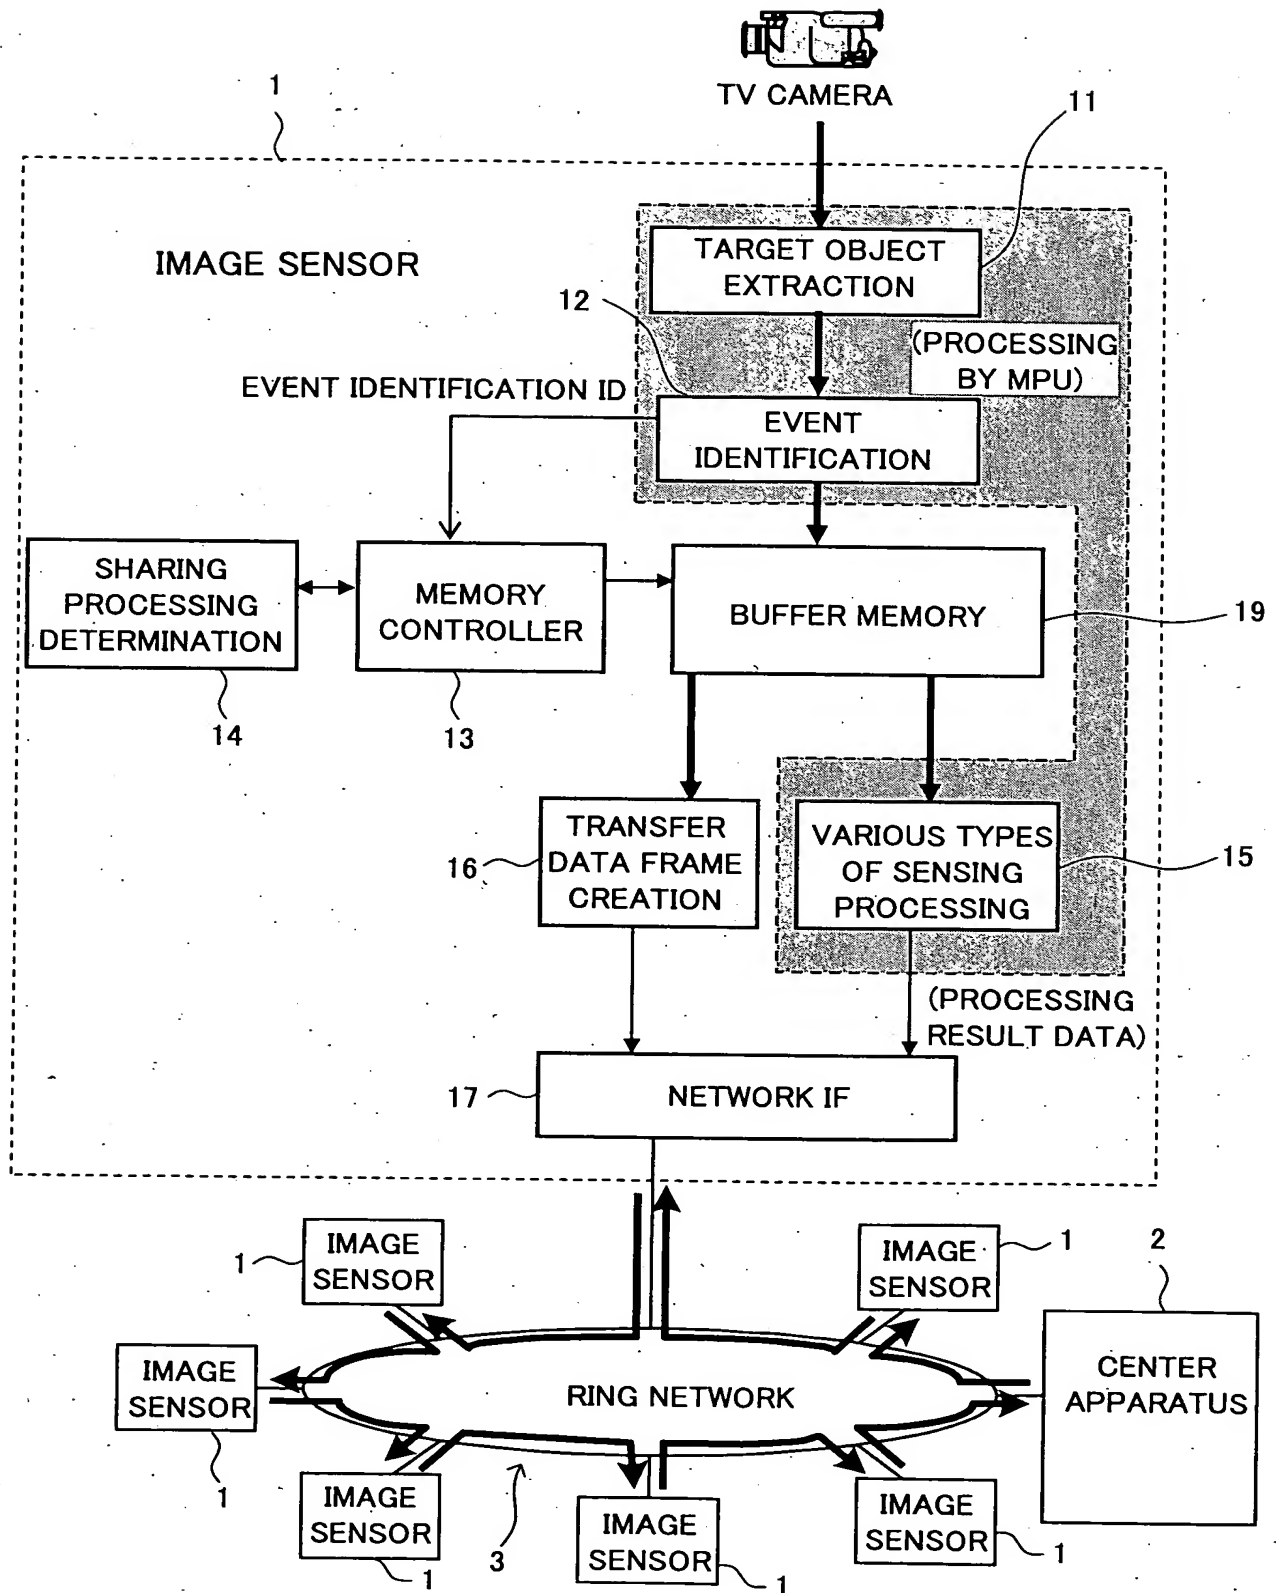 TV CAMERA
1
11
IMAGE SENSOR
TARGET OBJECT
EXTRACTION
12
(PROCESSING
BY MPU)
EVENT IDENTIFICATION ID
EVENT
IDENTIFICATION
SHARING
PROCESSING
DETERMINATION
MEMORY
CONTROLLER
BUFFER MEMORY
19
14
13
TRANSFER
DATA FRAME
CREATION
16
VARIOUS TYPES
OF SENSING
PROCESSING
15
(PROCESSING
RESULT DATA)
17
NETWORK IF
1
IMAGE
SENSOR
IMAGE
SENSOR
1
2
IMAGE
SENSOR
1
RING NETWORK
CENTER
APPARATUS
IMAGE
SENSOR
1
3
IMAGE
SENSOR
1
IMAGE
SENSOR
1